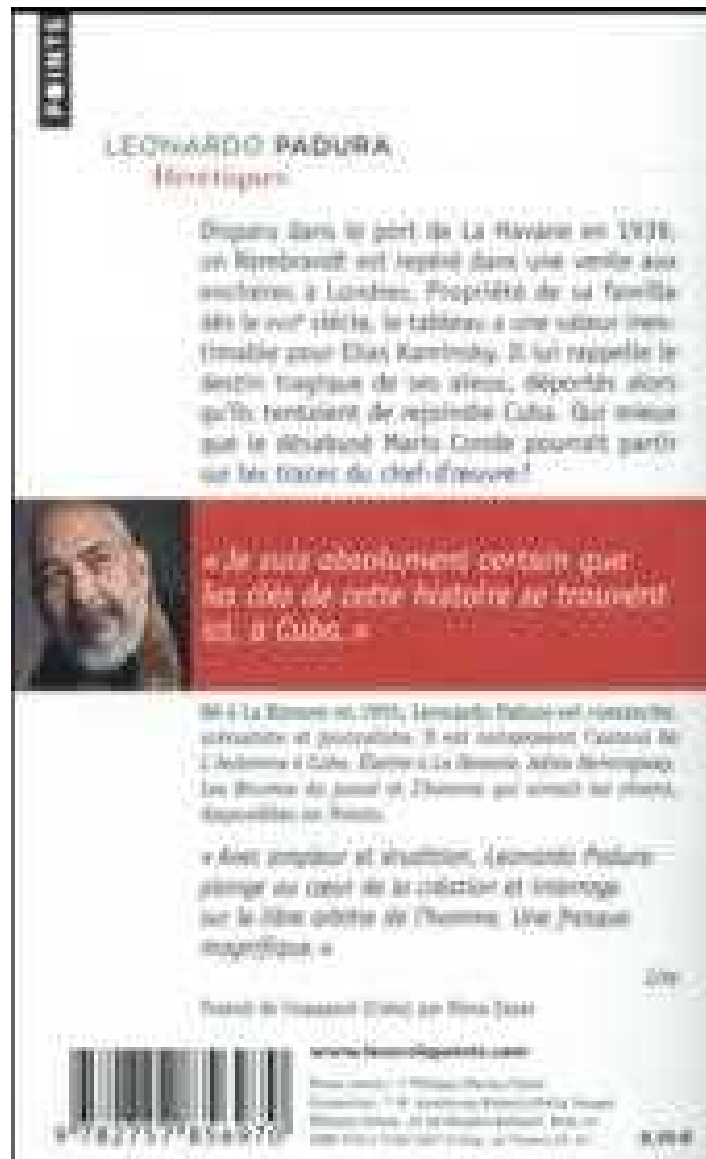 POINTS
LEONARDO PADURA
Hérétiques
Disparu dans le port de La Havane en 1939,
un Rembrandt est repéré dans une vente aux
enchères à Londres. Propriété de sa famille
dès le XVIIe siècle, le tableau a une valeur ines-
timable pour Elias Kaminsky. Il lui rappelle le
destin tragique de ses aïeux, déportés alors
qu'ils tentaient de rejoindre Cuba. Qui mieux
que le désabusé Mario Conde pourrait partir
sur les traces du chef-d'œuvre ?
« Je suis absolument certain que
les clés de cette histoire se trouvent
ici, à Cuba. »
Né à La Havane en 1955, Leonardo Padura est romancier,
scénariste et journaliste. Il est notamment l'auteur de
L'Automne à Cuba, Électre à La Havane, Adiós Hemingway,
Les Brumes du passé et L'homme qui aimait les chiens,
disponibles en Points.
« Avec ampleur et érudition, Leonardo Padura
plonge au cœur de la création et interroge
sur le libre arbitre de l'homme. Une fresque
magnifique. »
Lire
Traduit de l'espagnol (Cuba) par Elena Zayas
www.lecerclepoints.com
9 782757 856970